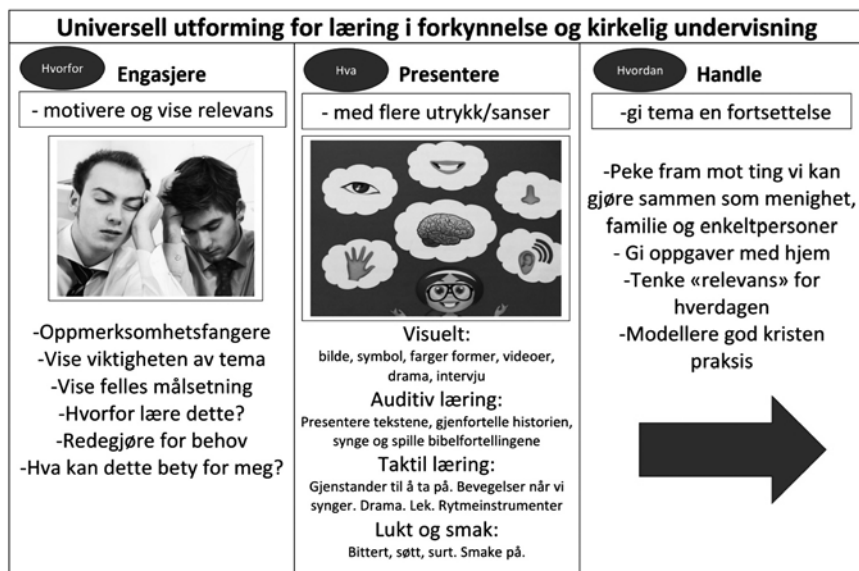 Universell utforming for læring i forkynnelse og kirkelig undervisning
Hvorfor
Engasjere
- motivere og vise relevans
-Oppmerksomhetsfangere
-Vise viktigheten av tema
-Vise felles målsetning
-Hvorfor lære dette?
-Redegjøre for behov
-Hva kan dette bety for meg?
Hva
Presentere
- med flere utrykk/sanser
Visuelt:
bilde, symbol, farger former, videoer,
drama, intervju
Auditiv læring:
Presentere tekstene, gjenfortelle historien,
synge og spille bibelfortellingene
Taktil læring:
Gjenstander til å ta på. Bevegelser når vi
synger. Drama. Lek. Rytmeinstrumenter
Lukt og smak:
Bittert, søtt, surt. Smake på.
Hvordan
Handle
-gi tema en fortsettelse
-Peke fram mot ting vi kan
gjøre sammen som menighet,
familie og enkeltpersoner
- Gi oppgaver med hjem
-Tenke «relevans» for
hverdagen
-Modellere god kristen
praksis